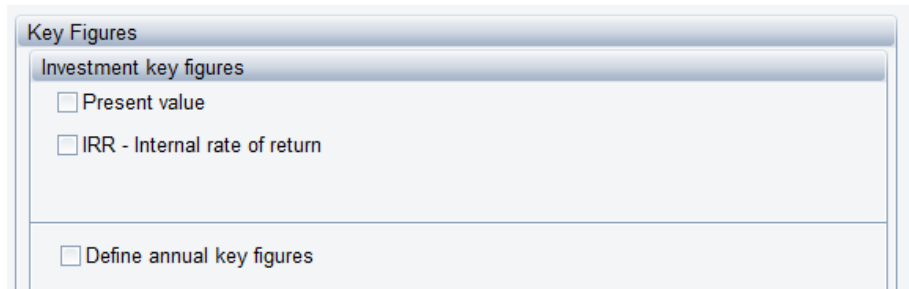 Key Figures
Investment key figures
Present value
IRR - Internal rate of return
Define annual key figures